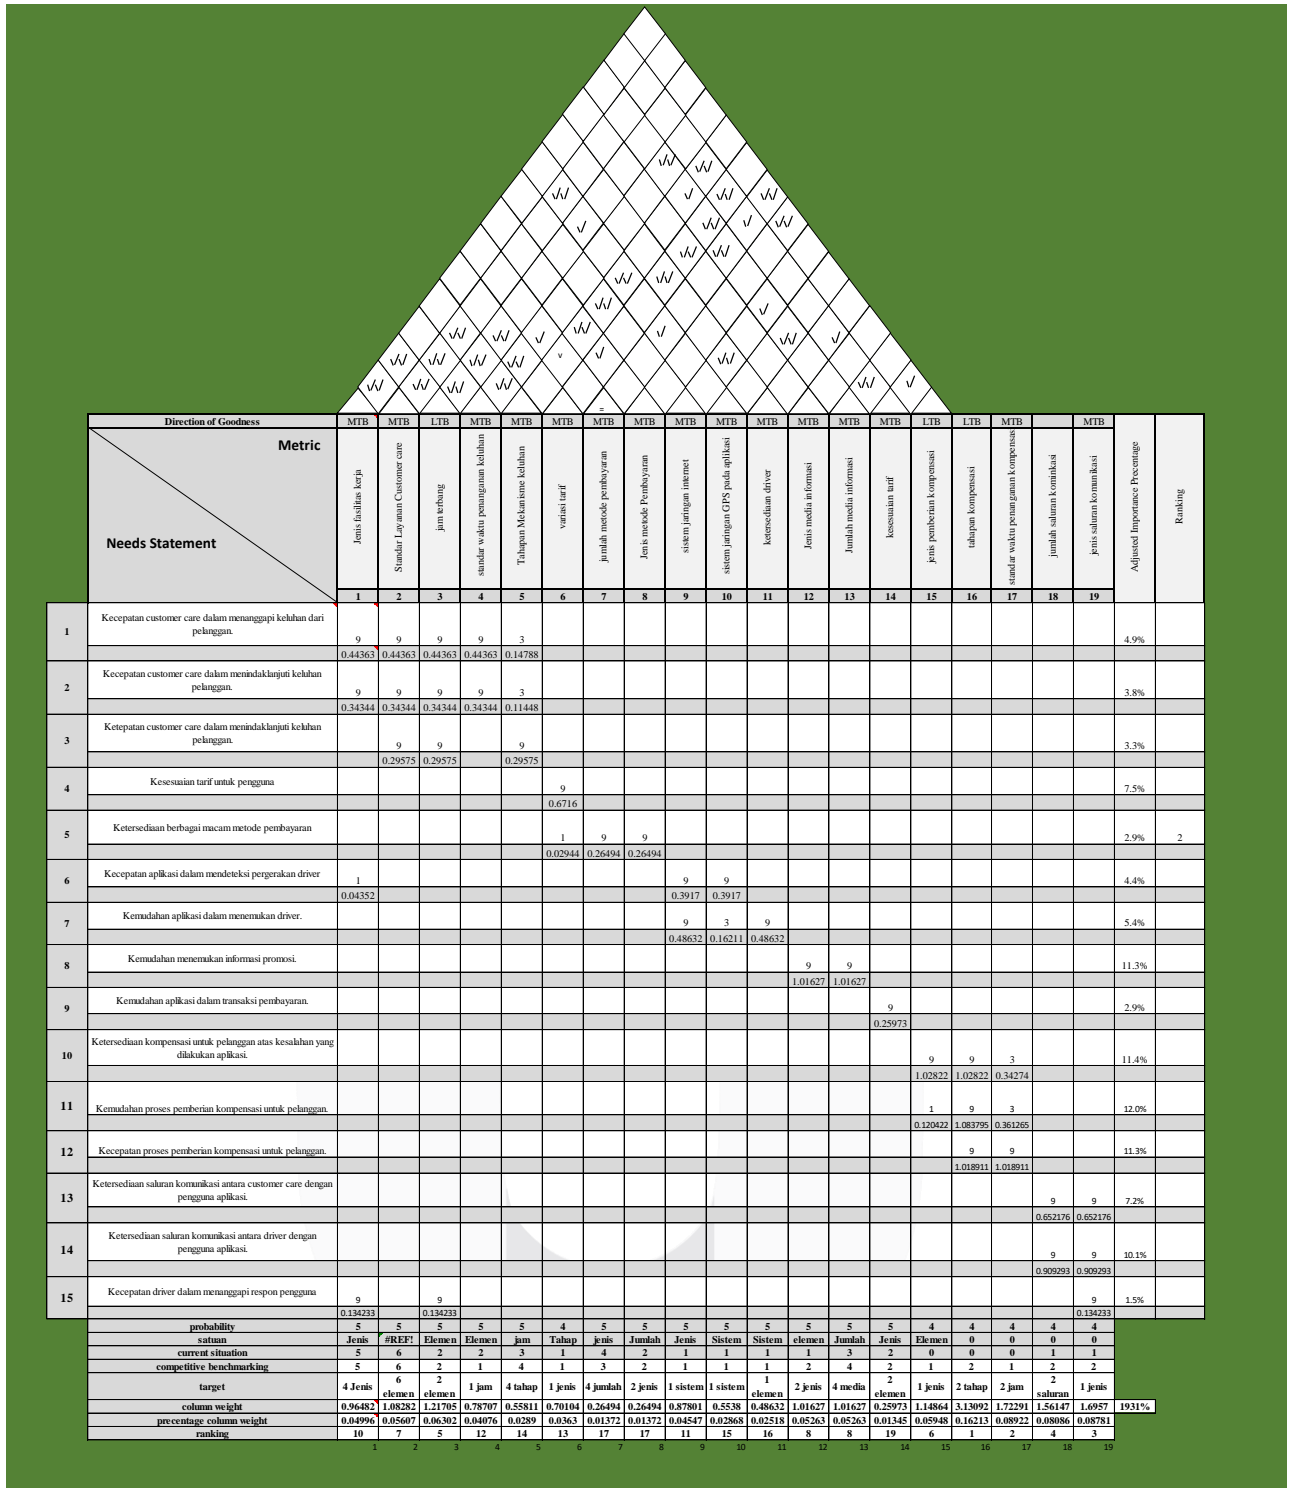 Direction of Goodness MTB MTB LTB MTB MTB MTB MTB MTB MTB MTB MTB MTB MTB MTB LTB LTB MTB MTB
Metric
Needs Statement
Jenis fasilitas kerja
Standar Layanan Customer care
jam terbang
standar waktu penanganan keluhan
Tahapan Mekanisme keluhan
variasi tarif
jumlah metode pembayaran
Jenis metode Pembayaran
sistem jaringan internet
sistem jaringan GPS pada aplikasi
ketersediaan driver
Jenis media informasi
Jumlah media informasi
kesesuaian tarif
jenis pemberian kompensasi
tahapan kompensasi
standar waktu penanganan kompensas
jumlah saluran kominkasi
jenis saluran komunikasi
Adjusted Importance Precentage
Ranking
1 2 3 4 5 6 7 8 9 10 11 12 13 14 15 16 17 18 19
1 Kecepatan customer care dalam menanggapi keluhan dari
pelanggan.
9 9 9 9 3 4.9%
0.44363 0.44363 0.44363 0.44363 0.14788
2 Kecepatan customer care dalam menindaklanjuti keluhan
pelanggan.
9 9 9 9 3 3.8%
0.34344 0.34344 0.34344 0.34344 0.11448
3 Ketepatan customer care dalam menindaklanjuti keluhan
pelanggan.
9 9 9 3.3%
0.29575 0.29575 0.29575
4 Kesesuaian tarif untuk pengguna
9 7.5%
0.6716
5 Ketersediaan berbagai macam metode pembayaran
1 9 9 2.9% 2
0.02944 0.26494 0.26494
6 Kecepatan aplikasi dalam mendeteksi pergerakan driver
1 9 9 4.4%
0.04352 0.3917 0.3917
7 Kemudahan aplikasi dalam menemukan driver.
9 3 9 5.4%
0.48632 0.16211 0.48632
8 Kemudahan menemukan informasi promosi.
9 9 11.3%
1.01627 1.01627
9 Kemudahan aplikasi dalam transaksi pembayaran.
9 2.9%
0.25973
10 Ketersediaan kompensasi untuk pelanggan atas kesalahan yang
dilakukan aplikasi.
9 9 3 11.4%
1.02822 1.02822 0.34274
11 Kemudahan proses pemberian kompensasi untuk pelanggan. 1 9 3 12.0%
0.120422 1.083795 0.361265
12 Kecepatan proses pemberian kompensasi untuk pelanggan. 9 9 11.3%
1.018911 1.018911
13 Ketersediaan saluran komunikasi antara customer care dengan
pengguna aplikasi.
9 9 7.2%
0.652176 0.652176
14 Ketersediaan saluran komunikasi antara driver dengan
pengguna aplikasi.
9 9 10.1%
0.909293 0.909293
15 Kecepatan driver dalam menanggapi respon pengguna
9 9 9 1.5%
0.134233 0.134233 0.134233
probability 5 5 5 5 5 4 5 5 5 5 5 5 5 5 4 4 4 4 4
satuan Jenis #REF! Elemen Elemen jam Tahap jenis Jumlah Jenis Sistem Sistem elemen Jumlah Jenis Elemen 0 0 0 0
current situation 5 6 2 2 3 1 4 2 1 1 1 1 3 2 0 0 0 1 1
competitive benchmarking 5 6 2 1 4 1 3 2 1 1 1 2 4 2 1 2 1 2 2
target 4 Jenis 6 elemen 2 elemen 1 jam 4 tahap 1 jenis 4 jumlah 2 jenis 1 sistem 1 sistem 1 elemen 2 jenis 4 media 2 elemen 1 jenis 2 tahap 2 jam 2 saluran 1 jenis
column weight 0.96482 1.08282 1.21705 0.78707 0.55811 0.70104 0.26494 0.26494 0.87801 0.5538 0.48632 1.01627 1.01627 0.25973 1.14864 3.13092 1.72291 1.56147 1.6957 1931%
precentage column weight 0.04996 0.05607 0.06302 0.04076 0.0289 0.0363 0.01372 0.01372 0.04547 0.02868 0.02518 0.05263 0.05263 0.01345 0.05948 0.16213 0.08922 0.08086 0.08781
ranking 10 7 5 12 14 13 17 17 11 15 16 8 8 19 6 1 2 4 3
1 2 3 4 5 6 7 8 9 10 11 12 13 14 15 16 17 18 19